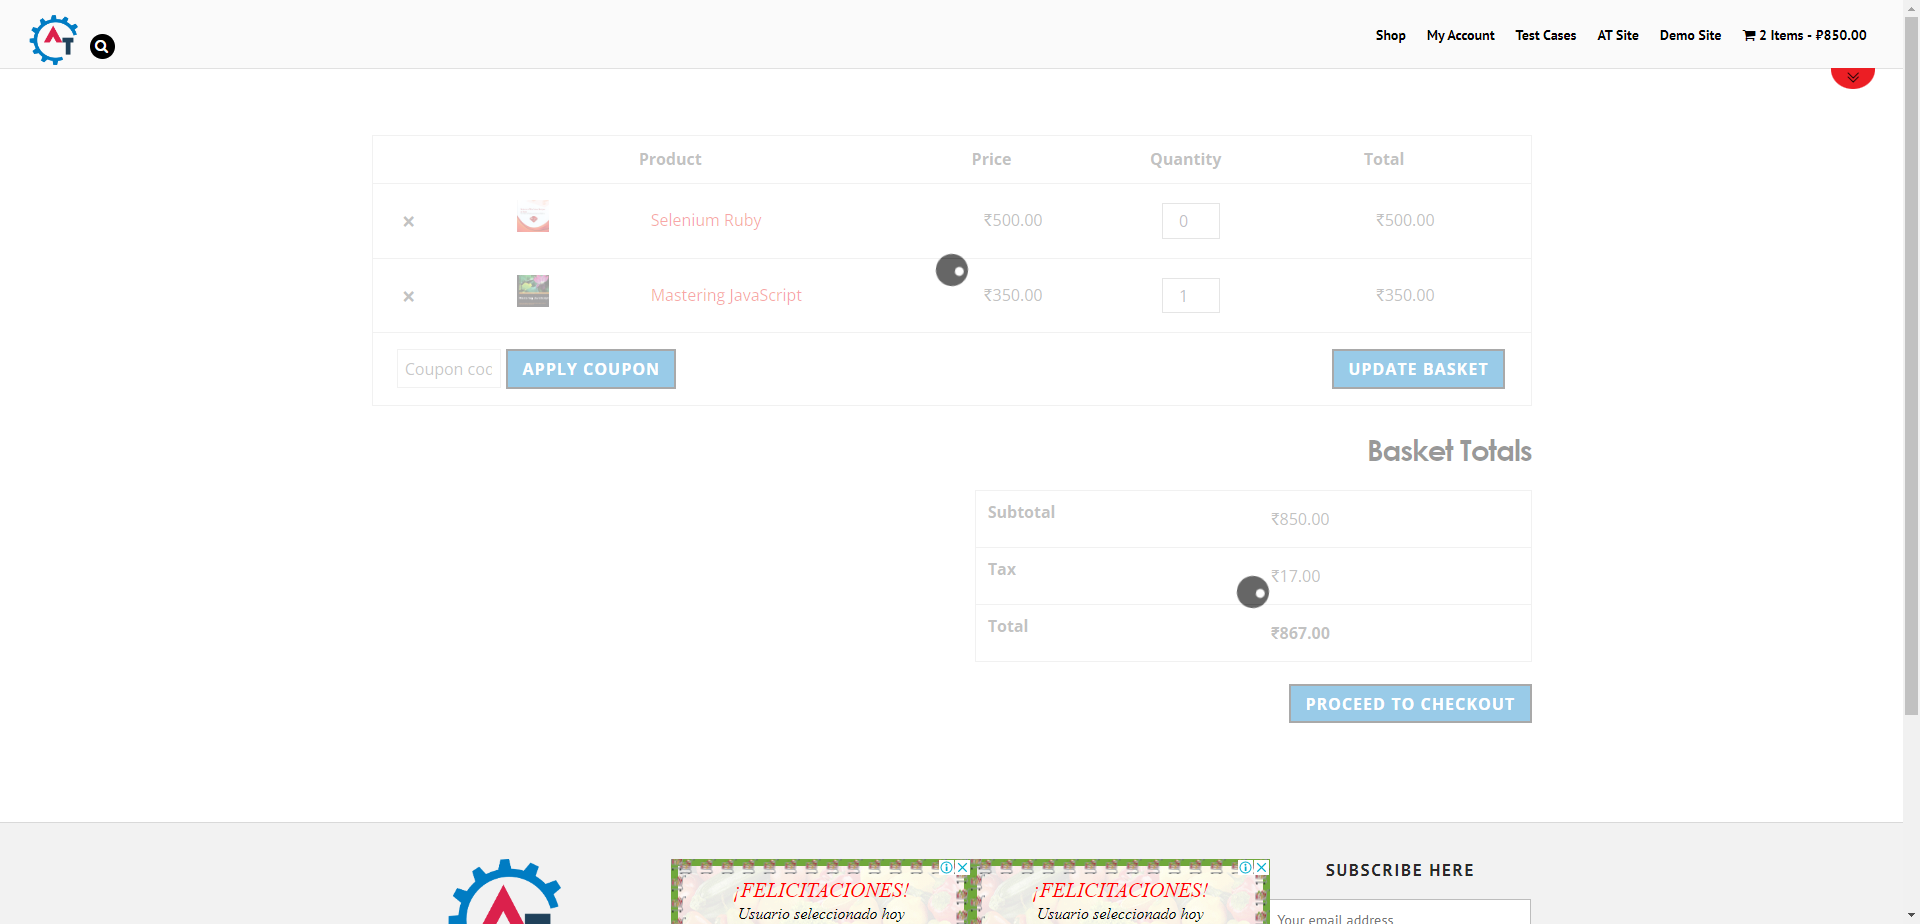 AT
Shop My Account Test Cases AT Site Demo Site 2 Items - ₹850.00
Product Price Quantity Total
× Selenium Ruby ₹500.00 0 ₹500.00
× Mastering JavaScript ₹350.00 1 ₹350.00
Coupon coc APPLY COUPON UPDATE BASKET
Basket Totals
Subtotal ₹850.00
Tax ₹17.00
Total ₹867.00
PROCEED TO CHECKOUT
¡FELICITACIONES! ¡FELICITACIONES! SUBSCRIBE HERE
Usuario seleccionado hoy Usuario seleccionado hoy Your email address